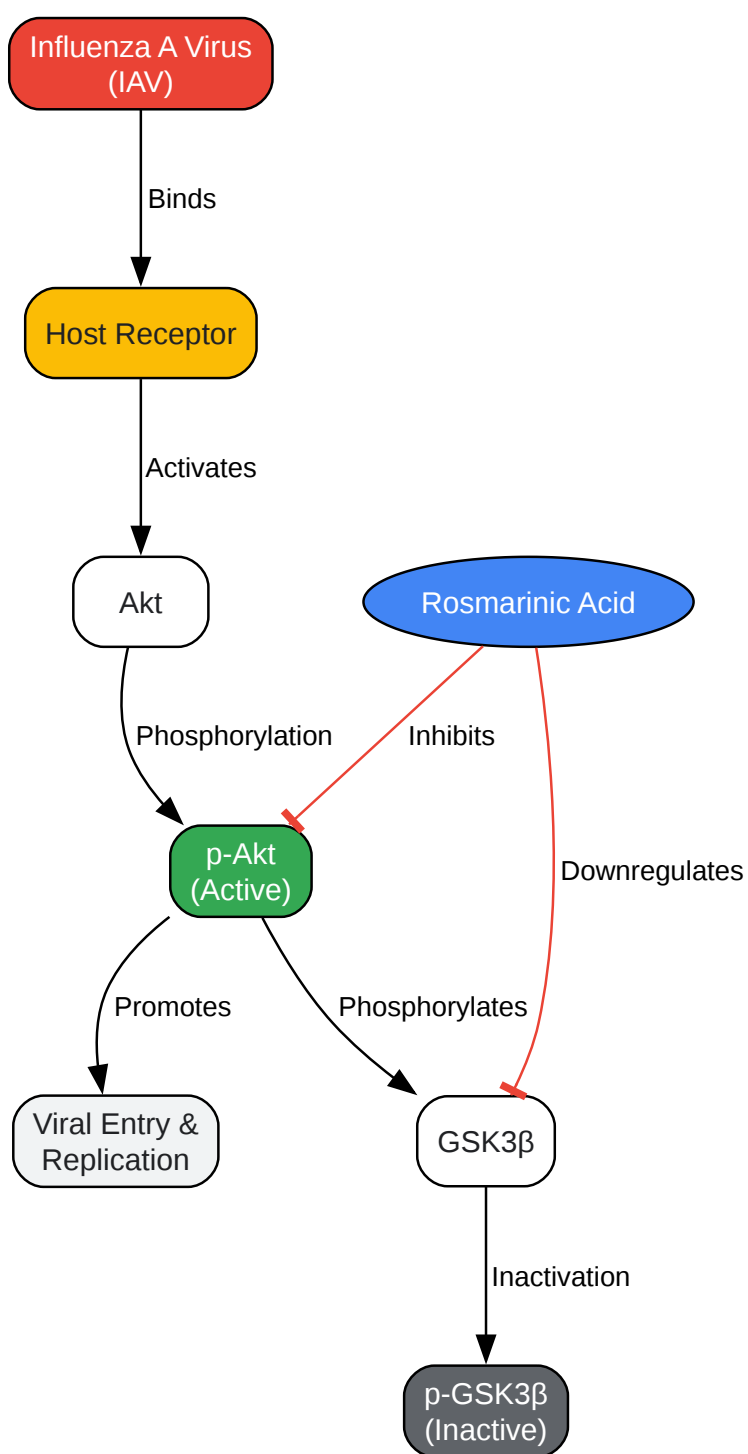 Influenza A Virus
(IAV)
Binds
Host Receptor
Activates
Akt
Rosmarinic Acid
Phosphorylation
Inhibits
p-Akt
(Active)
Downregulates
Promotes
Phosphorylates
Viral Entry &
Replication
GSK3β
Inactivation
p-GSK3β
(Inactive)